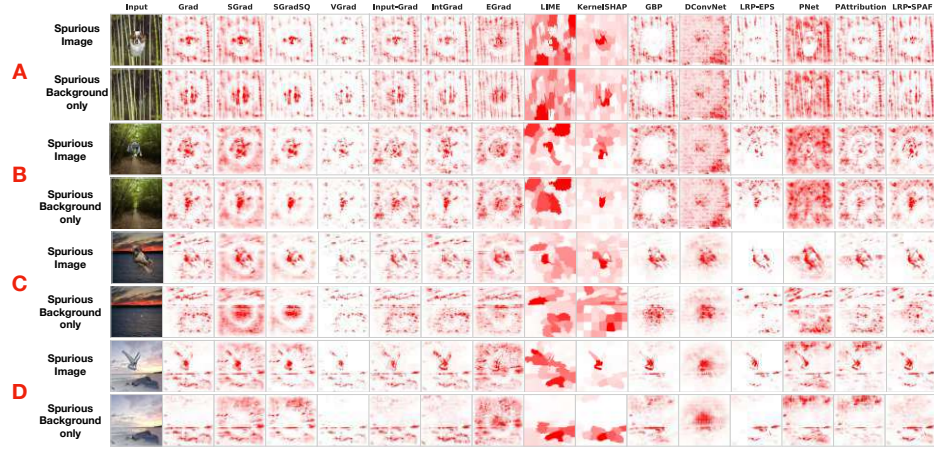 Input Grad SGrad SGradSQ VGrad Input-Grad IntGrad EGrad LIME KernelSHAP GBP DConvNet LRP-EPS PNet PAttribution LRP-SPAF
A
Spurious
Image
Spurious
Background
only
B
Spurious
Image
Spurious
Background
only
C
Spurious
Image
Spurious
Background
only
D
Spurious
Image
Spurious
Background
only